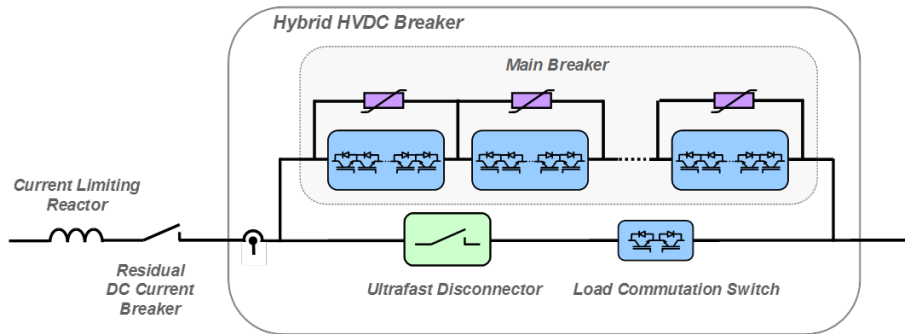 Hybrid HVDC Breaker
Main Breaker
Current Limiting
Reactor
Residual
DC Current
Breaker
Ultrafast Disconnector
Load Commutation Switch